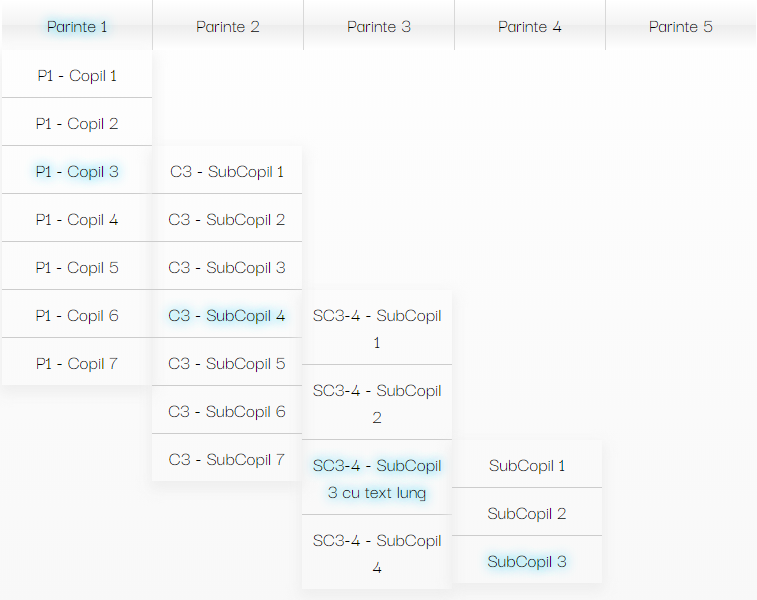 Parinte 1
Parinte 2
Parinte 3
Parinte 4
Parinte 5
P1 - Copil 1
P1 - Copil 2
P1 - Copil 3
P1 - Copil 4
P1 - Copil 5
P1 - Copil 6
P1 - Copil 7
C3 - SubCopil 1
C3 - SubCopil 2
C3 - SubCopil 3
C3 - SubCopil 4
C3 - SubCopil 5
C3 - SubCopil 6
C3 - SubCopil 7
SC3-4 - SubCopil
1
SC3-4 - SubCopil
2
SC3-4 - SubCopil
3 cu text lung
SC3-4 - SubCopil
4
SubCopil 1
SubCopil 2
SubCopil 3